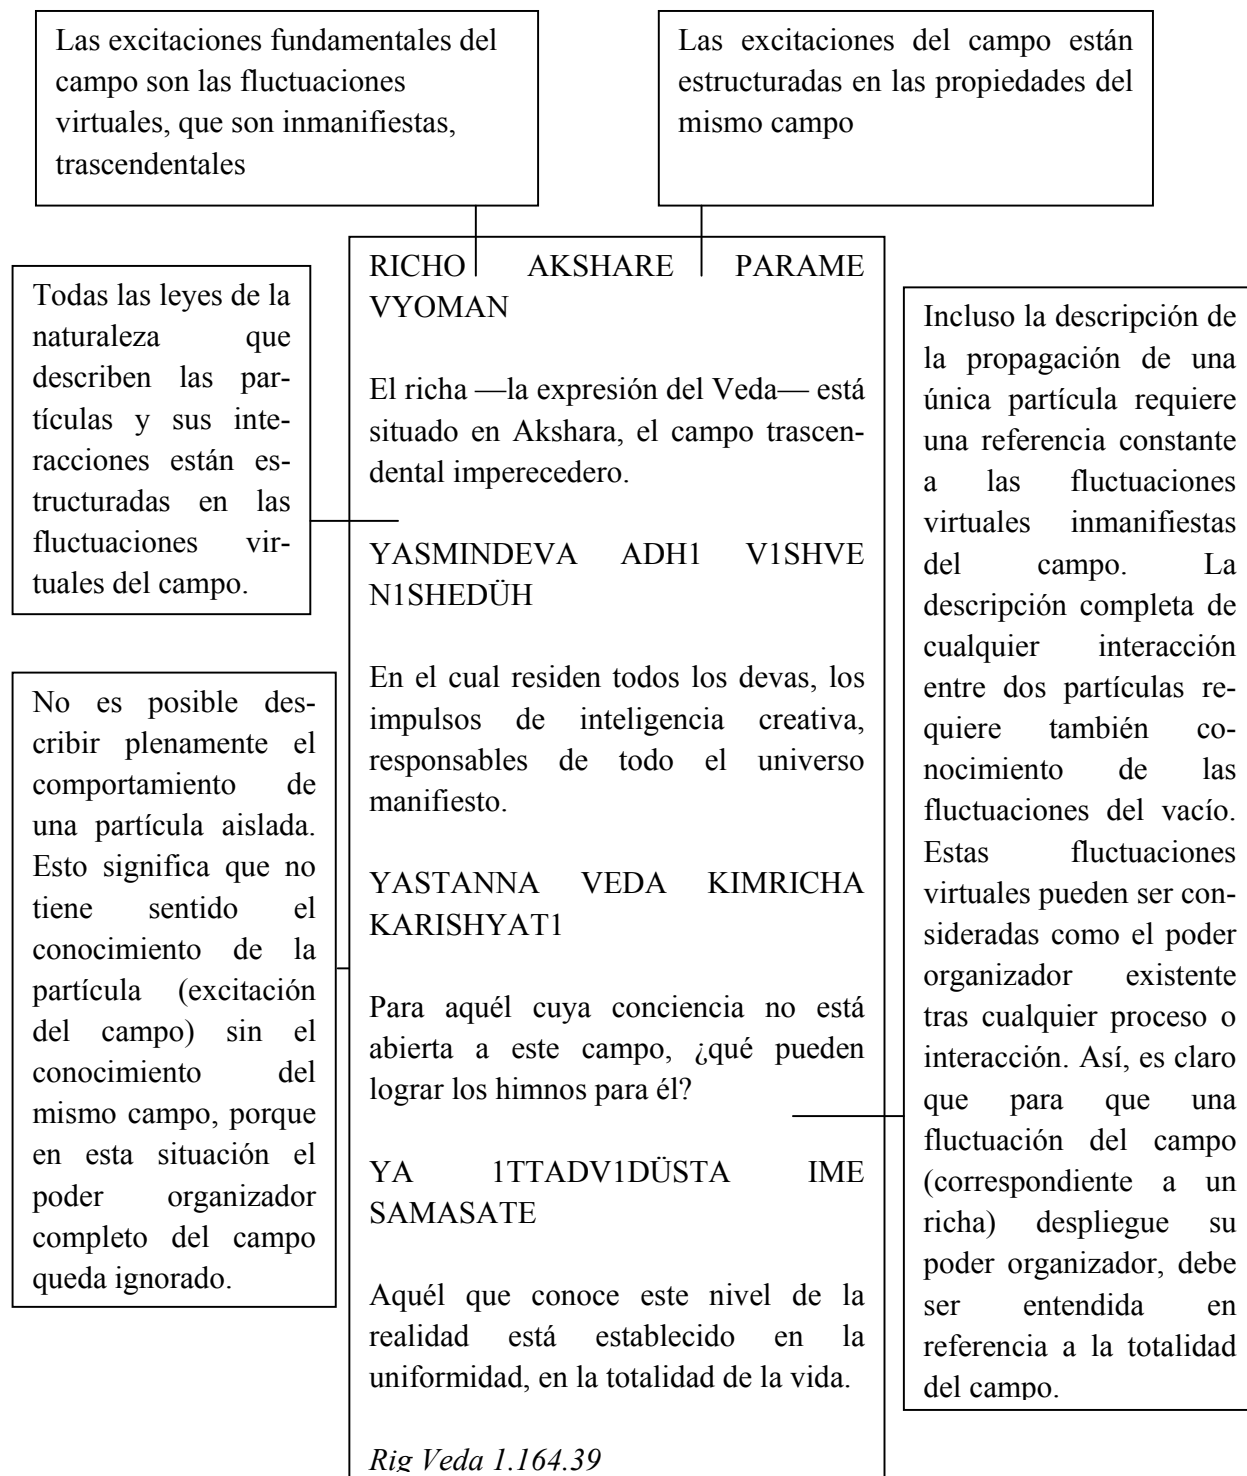 Las excitaciones fundamentales del
campo son las fluctuaciones
virtuales, que son inmanifiestas,
trascendentales
Las excitaciones del campo están
estructuradas en las propiedades del
mismo campo
Todas las leyes de la
naturaleza que
describen las par-
tículas y sus inte-
racciones están es-
tructuradas en las
fluctuaciones vir-
tuales del campo.
No es posible des-
cribir plenamente el
comportamiento de
una partícula aislada.
Esto significa que no
tiene sentido el
conocimiento de la
partícula (excitación
del campo) sin el
conocimiento del
mismo campo, porque
en esta situación el
poder organizador
completo del campo
queda ignorado.
RICHO AKSHARE PARAME
VYOMAN
El richa —la expresión del Veda— está
situado en Akshara, el campo trascen-
dental imperecedero.
YASMINDEVA ADH1 V1SHVE
N1SHEDÜH
En el cual residen todos los devas, los
impulsos de inteligencia creativa,
responsables de todo el universo
manifiesto.
YASTANNA VEDA KIMRICHA
KARISHYAT1
Para aquél cuya conciencia no está
abierta a este campo, ¿qué pueden
lograr los himnos para él?
YA 1TTADV1DÜSTA IME
SAMASATE
Aquél que conoce este nivel de la
realidad está establecido en la
uniformidad, en la totalidad de la vida.
Rig Veda 1.164.39
Incluso la descripción de
la propagación de una
única partícula requiere
una referencia constante
a las fluctuaciones
virtuales inmanifiestas
del campo. La
descripción completa de
cualquier interacción
entre dos partículas re-
quiere también co-
nocimiento de las
fluctuaciones del vacío.
Estas fluctuaciones
virtuales pueden ser con-
sideradas como el poder
organizador existente
tras cualquier proceso o
interacción. Así, es claro
que para que una
fluctuación del campo
(correspondiente a un
richa) despliegue su
poder organizador, debe
ser entendida en
referencia a la totalidad
del campo.